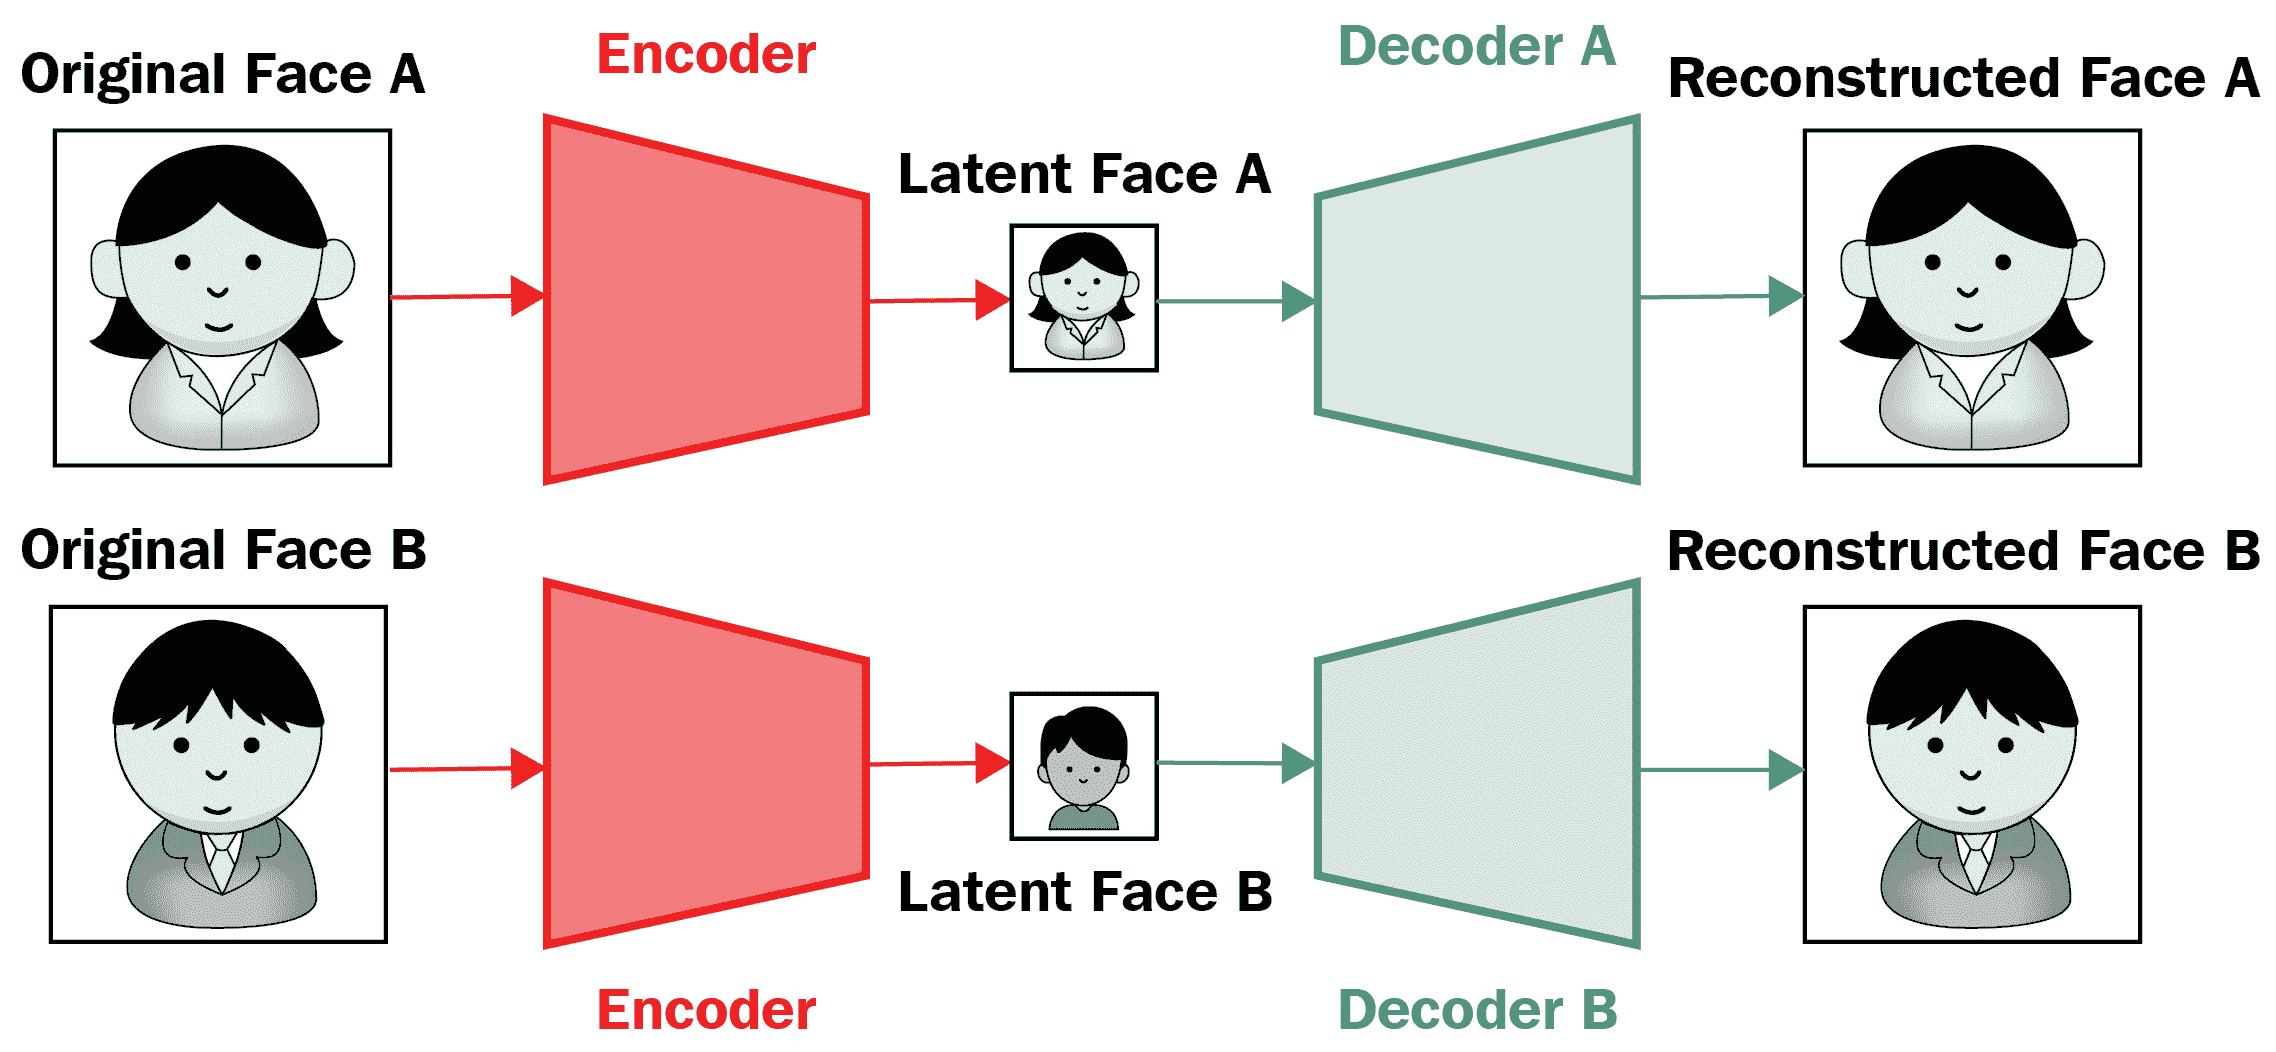 Original Face A
Encoder
Latent Face A
Decoder A
Reconstructed Face A
Original Face B
Encoder
Latent Face B
Decoder B
Reconstructed Face B